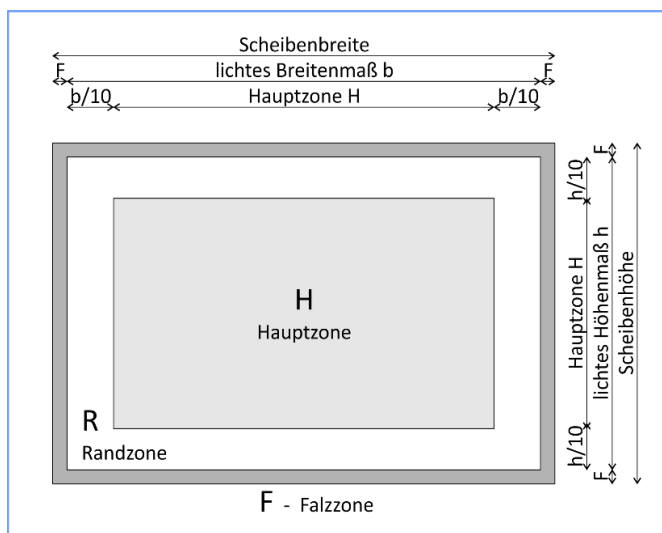 Scheibenbreite
F lichtes Breitenmaß b F
b/10 Hauptzone H b/10
H
Hauptzone
R
Randzone
F - Falzzone
h/10
Hauptzone H
h/10
F
lichtes Höhenmaß h
F
Scheibenhöhe